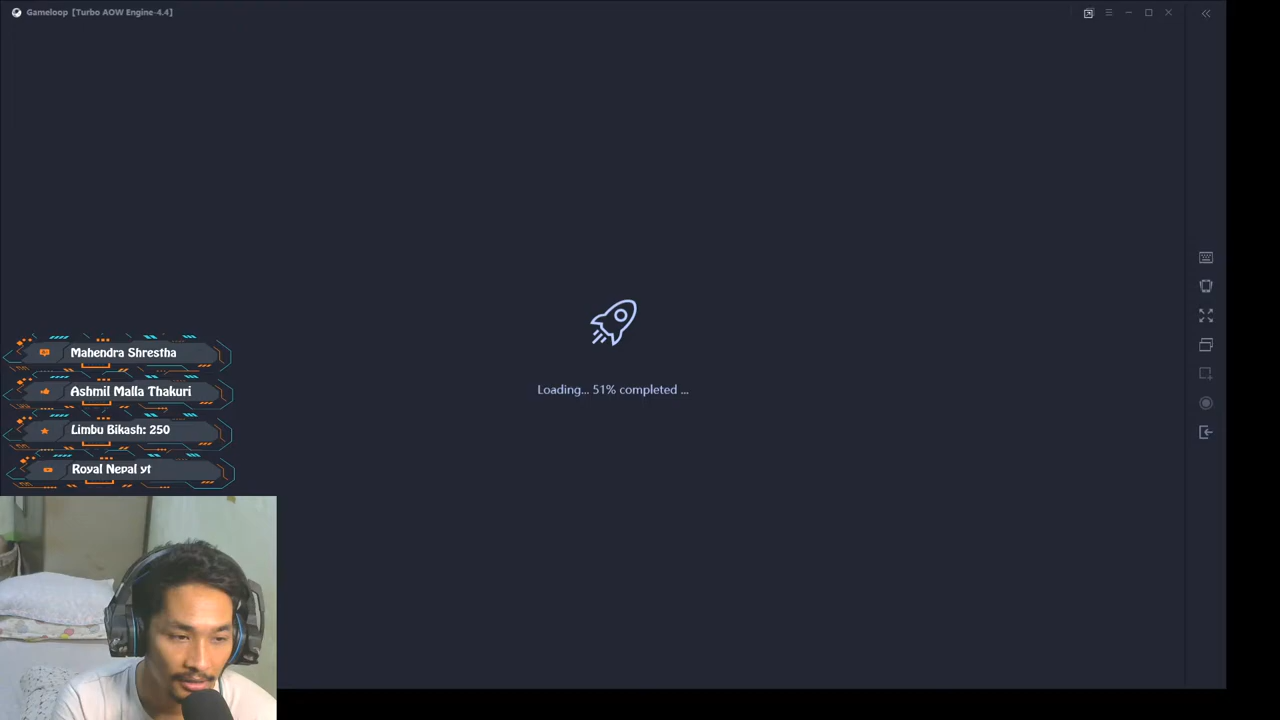 Gameloop【Turbo AOW Engine-4.4】
Loading... 51% completed ...
Mahendra Shrestha
Ashmil Malla Thakuri
Limbu Bikash: 250
Royal Nepal yt